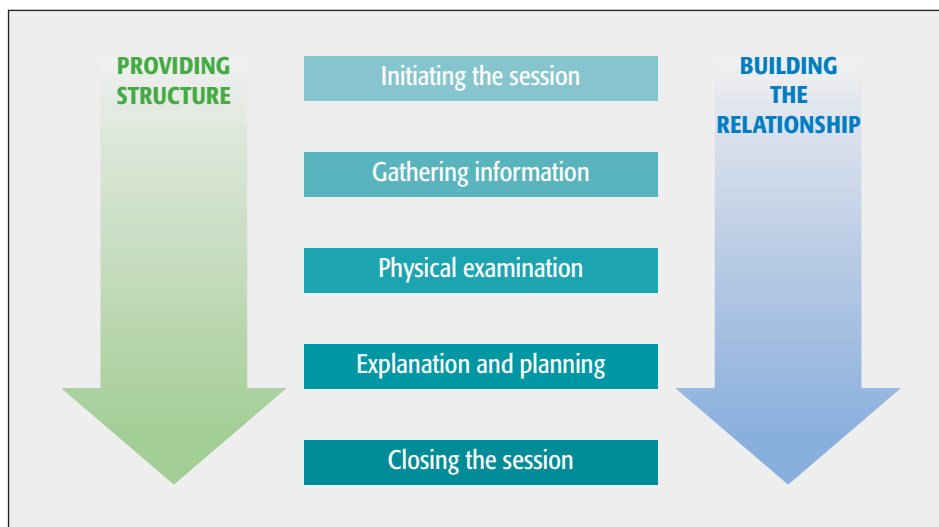 PROVIDING
STRUCTURE
Initiating the session
Gathering information
Physical examination
Explanation and planning
Closing the session
BUILDING
THE
RELATIONSHIP